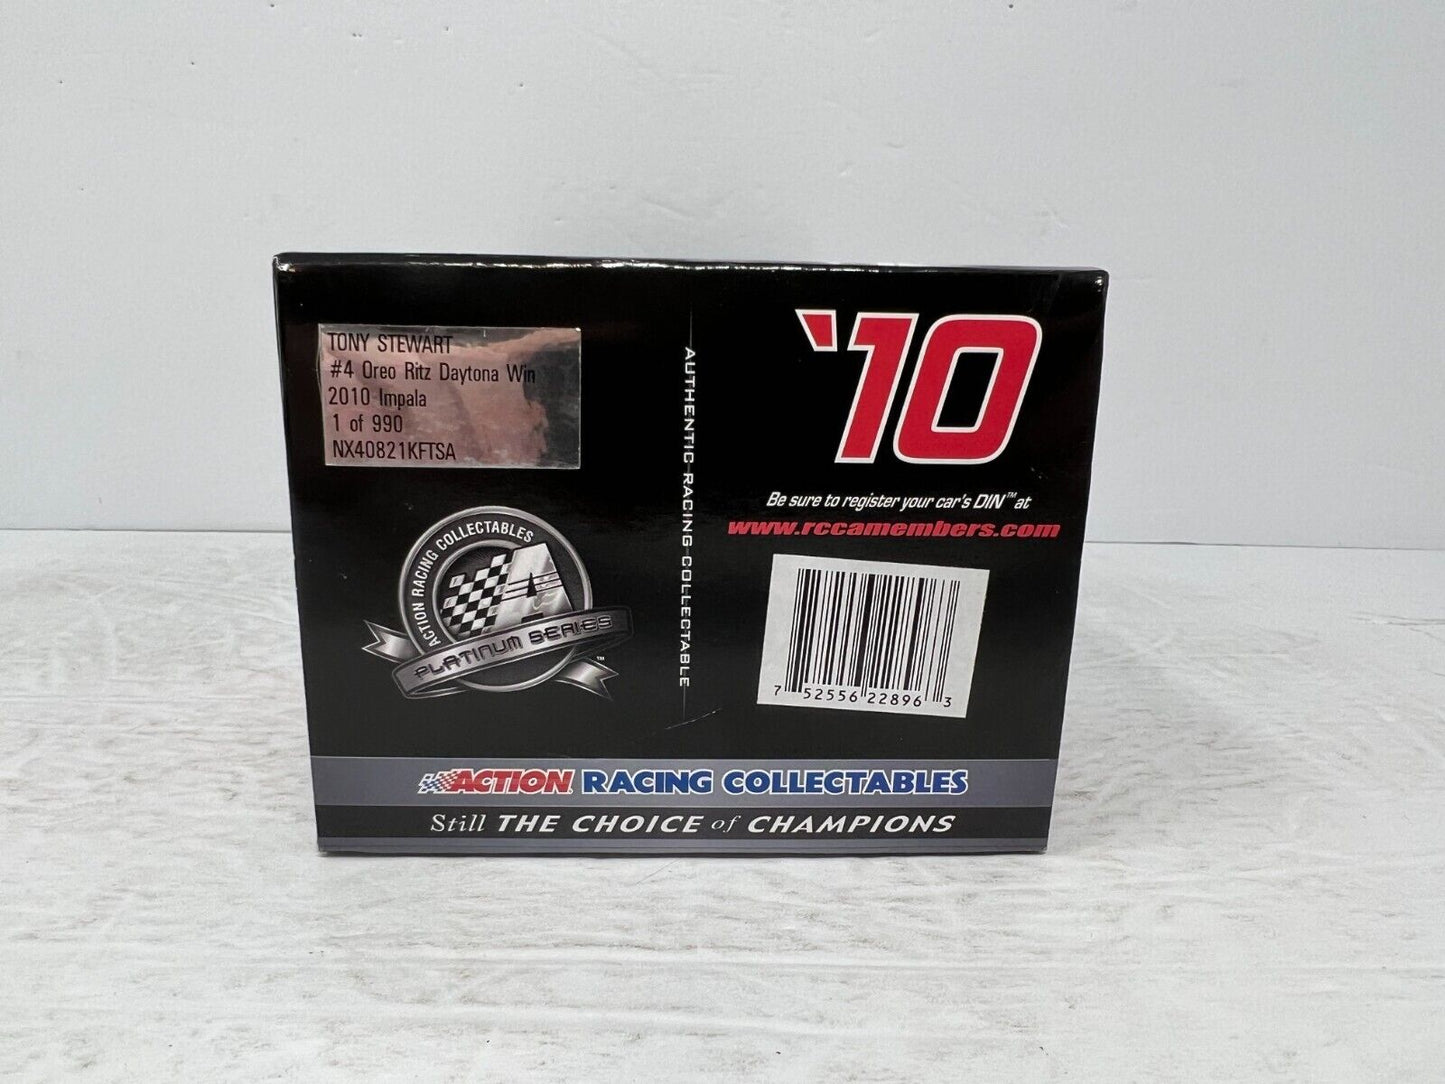 TONY STEWART
#4 Oreo Ritz Daytona Win
2010 Impala
1 of 990
NX40821KFTSA
ACTION RACING COLLECTABLES
A
PLATINUM SERIES
™
AUTHENTIC RACING COLLECTABLE
'10
Be sure to register your car's DIN™ at
www.rccamembers.com
7 52556 22896 3
ACTION RACING COLLECTABLES
Still THE CHOICE of CHAMPIONS